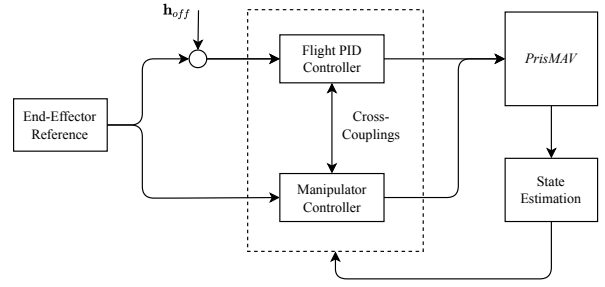 h_off
Flight PID
Controller
PrisMAV
End-Effector
Reference
Cross-
Couplings
Manipulator
Controller
State
Estimation